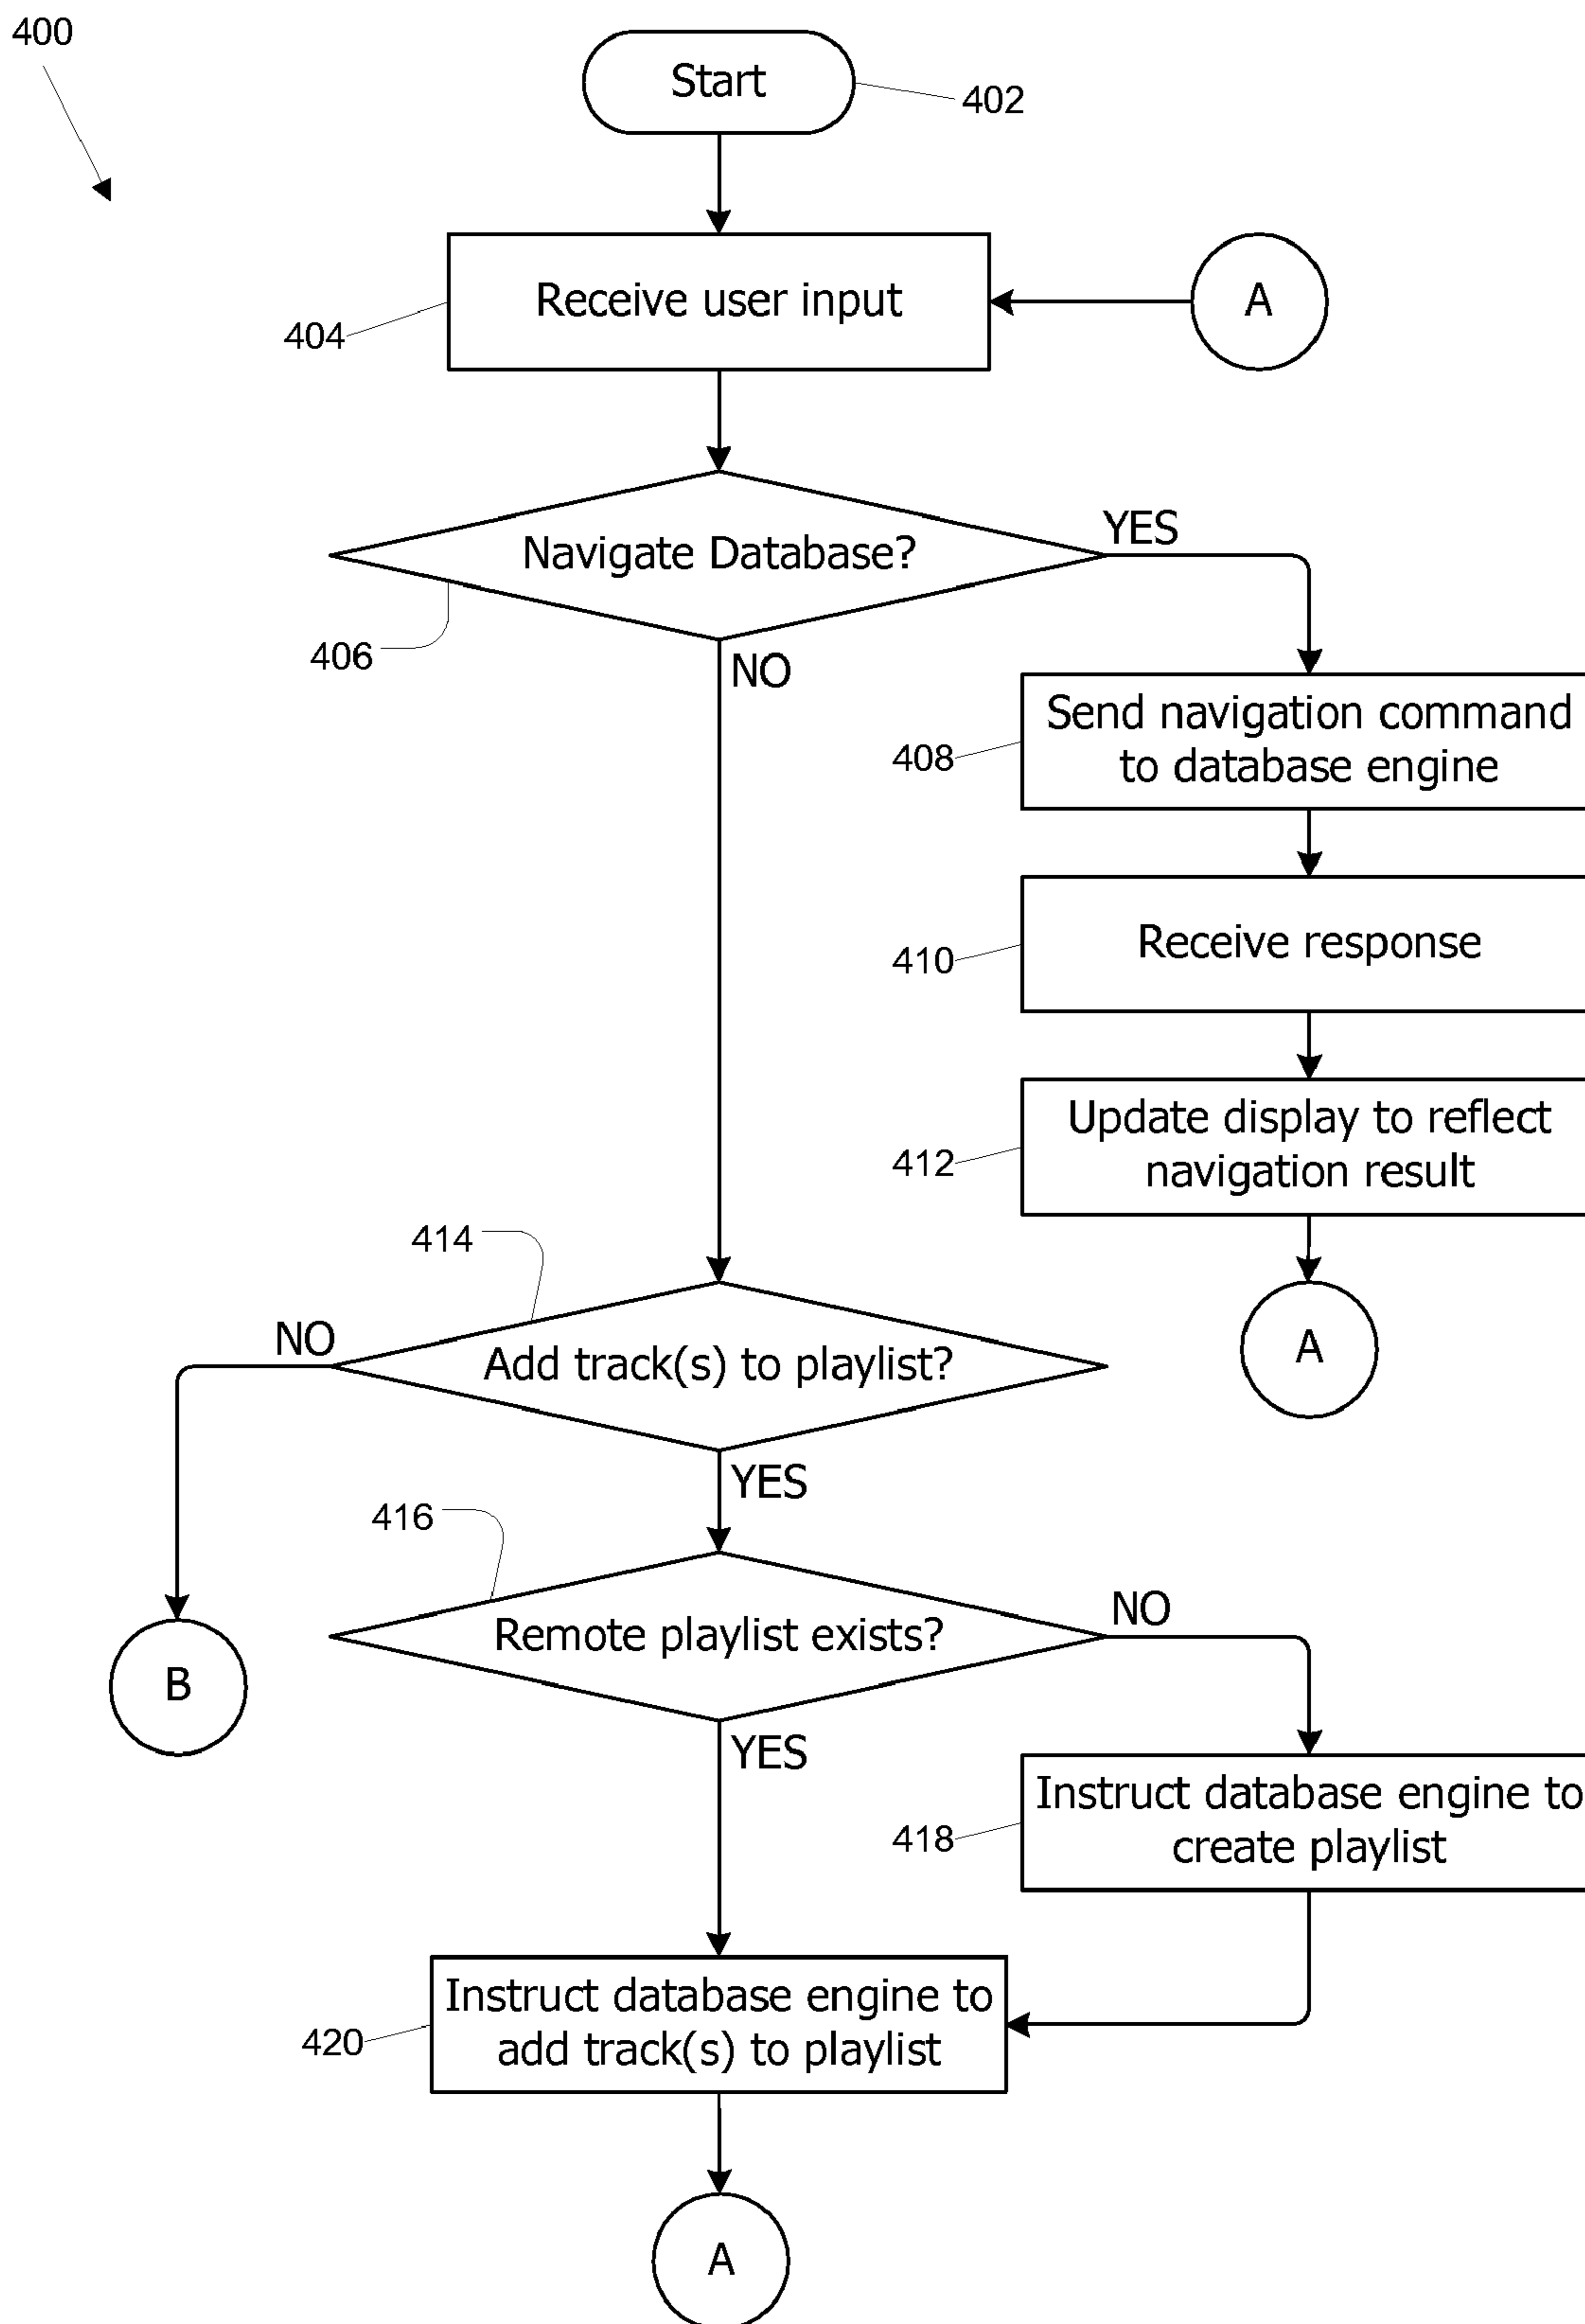 400
Start
402
Receive user input
A
404
Navigate Database?
YES
406
NO
Send navigation command
to database engine
408
Receive response
410
Update display to reflect
navigation result
412
A
414
NO
Add track(s) to playlist?
YES
416
B
Remote playlist exists?
NO
YES
Instruct database engine to
create playlist
418
Instruct database engine to
add track(s) to playlist
420
A